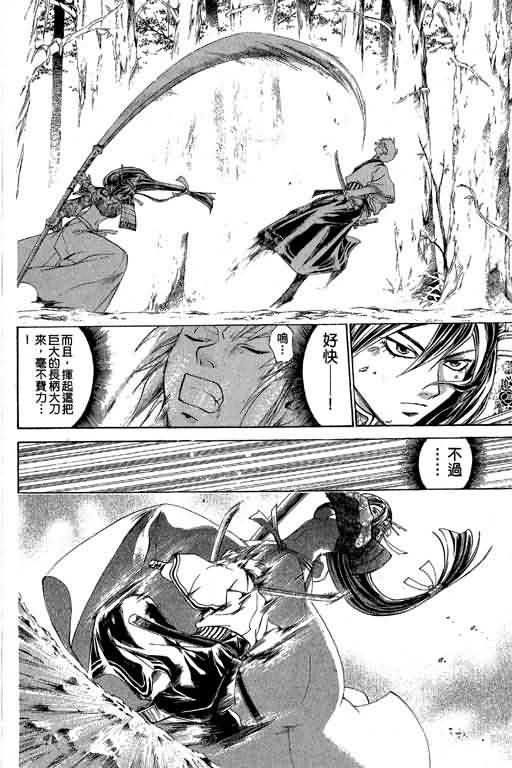 好快——！
嗚…
而且，揮起這把
巨大的長柄大刀
來，毫不費力…
！
不過
……